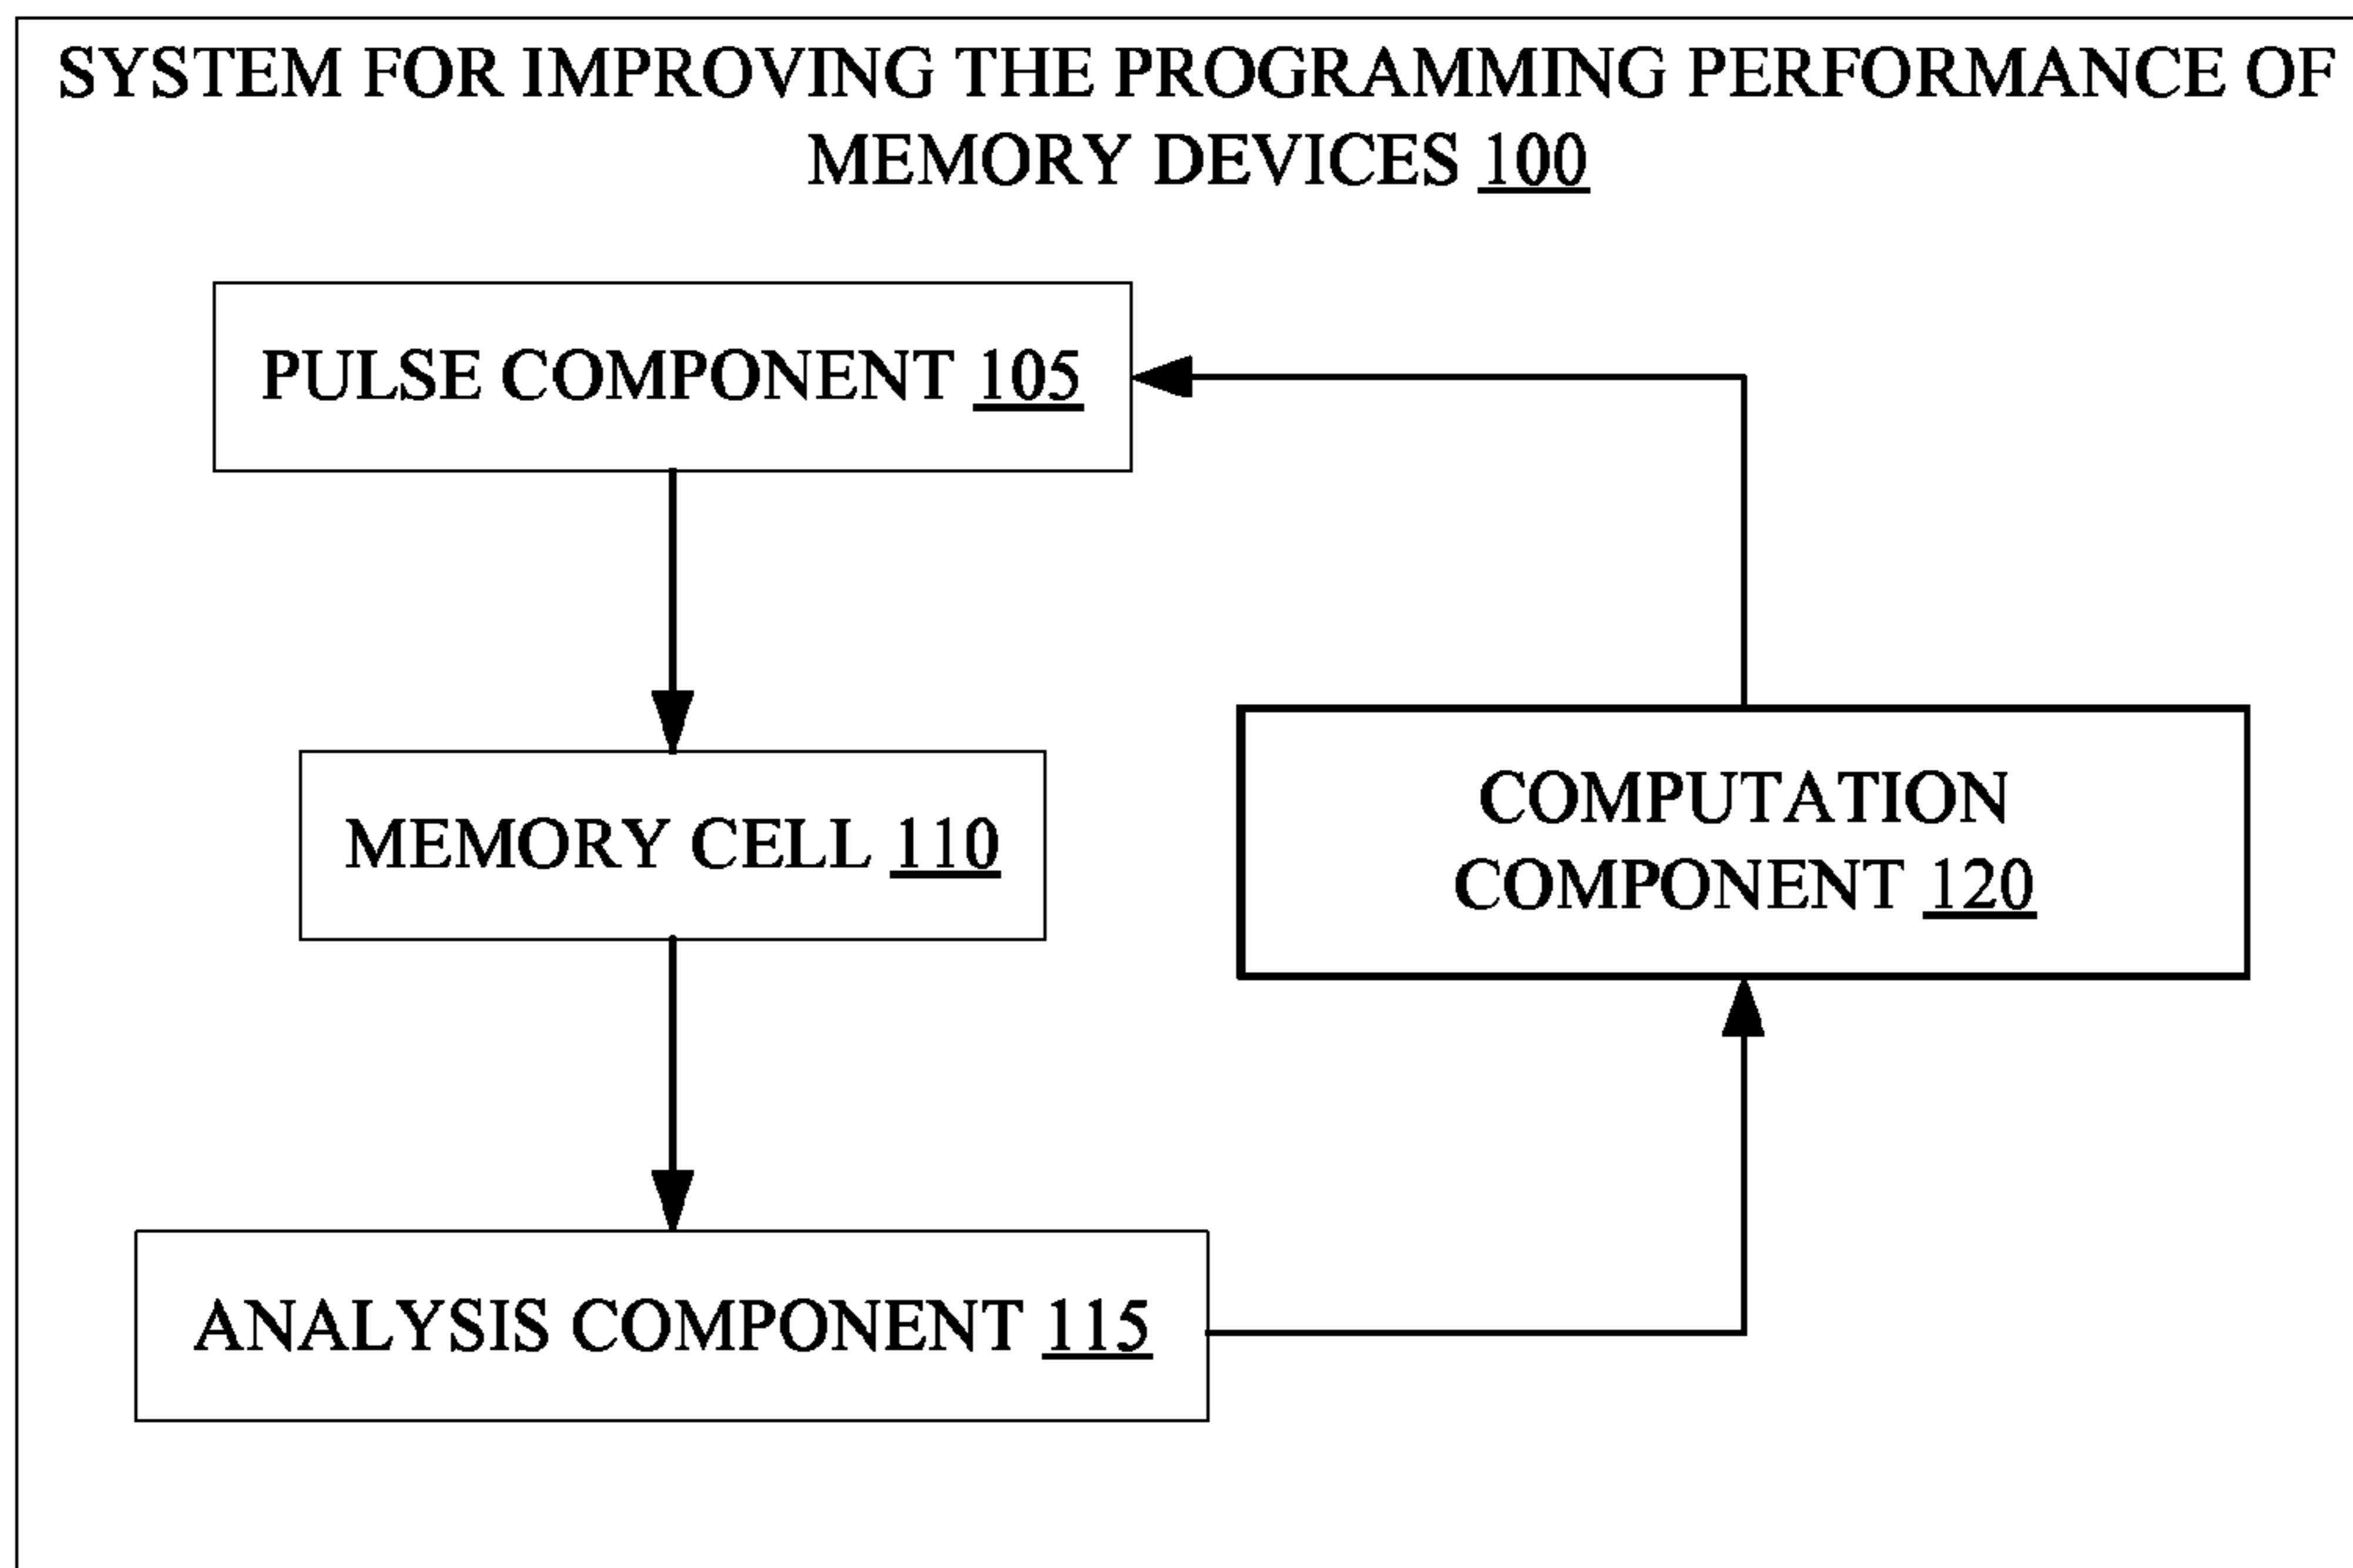 SYSTEM FOR IMPROVING THE PROGRAMMING PERFORMANCE OF
MEMORY DEVICES 100
PULSE COMPONENT 105
MEMORY CELL 110
COMPUTATION
COMPONENT 120
ANALYSIS COMPONENT 115